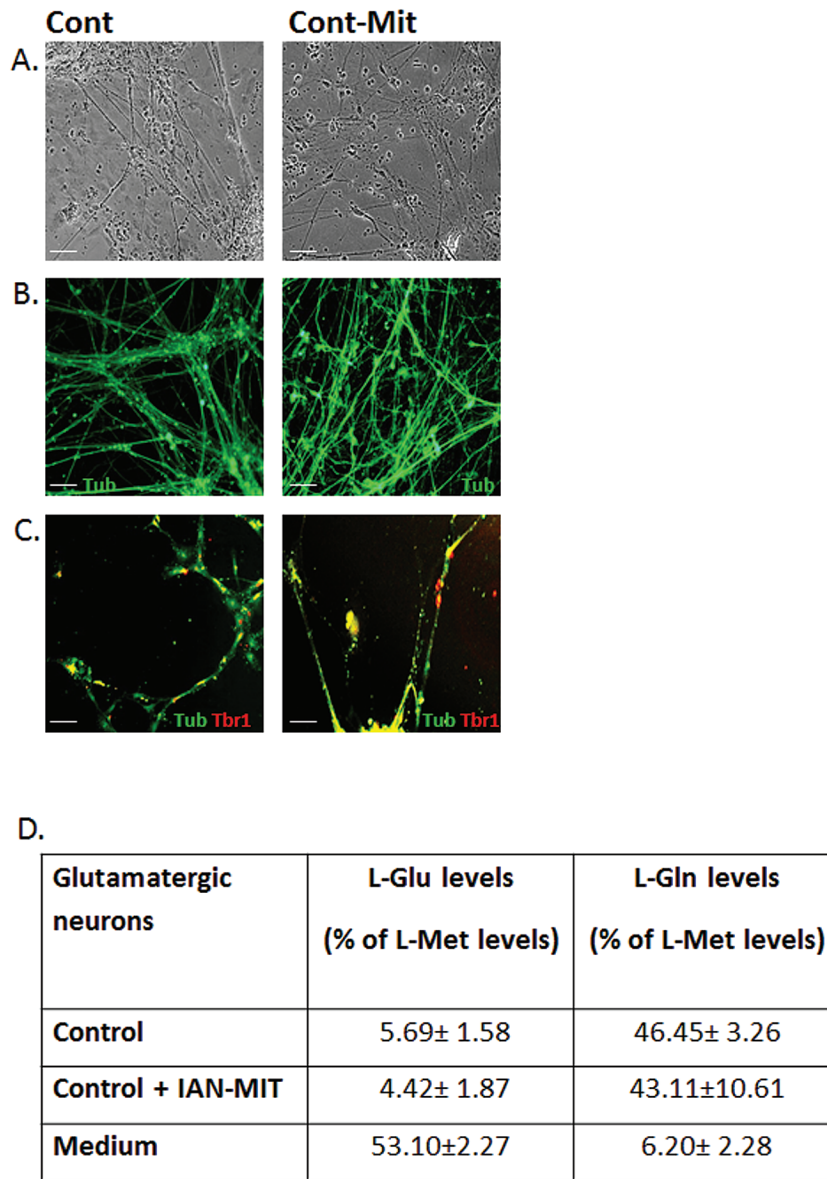 Cont Cont-Mit
A.
B.
Tub Tub
C.
Tub Tbr1 Tub Tbr1
D.
Glutamatergic neurons L-Glu levels (% of L-Met levels) L-Gln levels (% of L-Met levels)
Control 5.69± 1.58 46.45± 3.26
Control + IAN-MIT 4.42± 1.87 43.11±10.61
Medium 53.10±2.27 6.20± 2.28